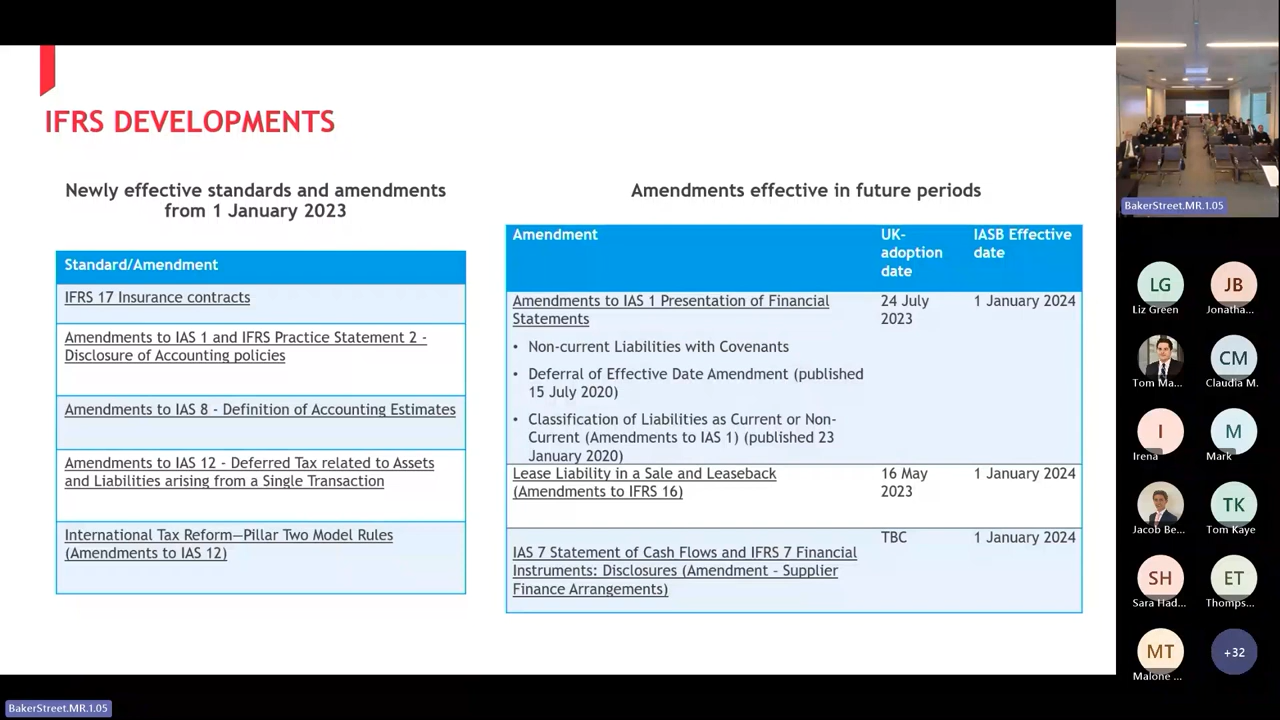 IFRS DEVELOPMENTS
Newly effective standards and amendments
from 1 January 2023
Standard/Amendment
IFRS 17 Insurance contracts
Amendments to IAS 1 and IFRS Practice Statement 2 -
Disclosure of Accounting policies
Amendments to IAS 8 - Definition of Accounting Estimates
Amendments to IAS 12 - Deferred Tax related to Assets
and Liabilities arising from a Single Transaction
International Tax Reform—Pillar Two Model Rules
(Amendments to IAS 12)
Amendments effective in future periods
Amendment
UK-
adoption
date
IASB Effective
date
Amendments to IAS 1 Presentation of Financial
Statements
• Non-current Liabilities with Covenants
• Deferral of Effective Date Amendment (published
15 July 2020)
• Classification of Liabilities as Current or Non-
Current (Amendments to IAS 1) (published 23
January 2020)
24 July
2023
1 January 2024
Lease Liability in a Sale and Leaseback
(Amendments to IFRS 16)
16 May
2023
1 January 2024
IAS 7 Statement of Cash Flows and IFRS 7 Financial
Instruments: Disclosures (Amendment – Supplier
Finance Arrangements)
TBC
1 January 2024
BakerStreet.MR.1.05
LG
Liz Green
JB
Jonatha...
Tom Ma...
CM
Claudia M.
I
Irena
M
Mark
Jacob Be...
TK
Tom Kaye
SH
Sara Had...
ET
Thomps...
MT
Malone ...
+32
BakerStreet.MR.1.05